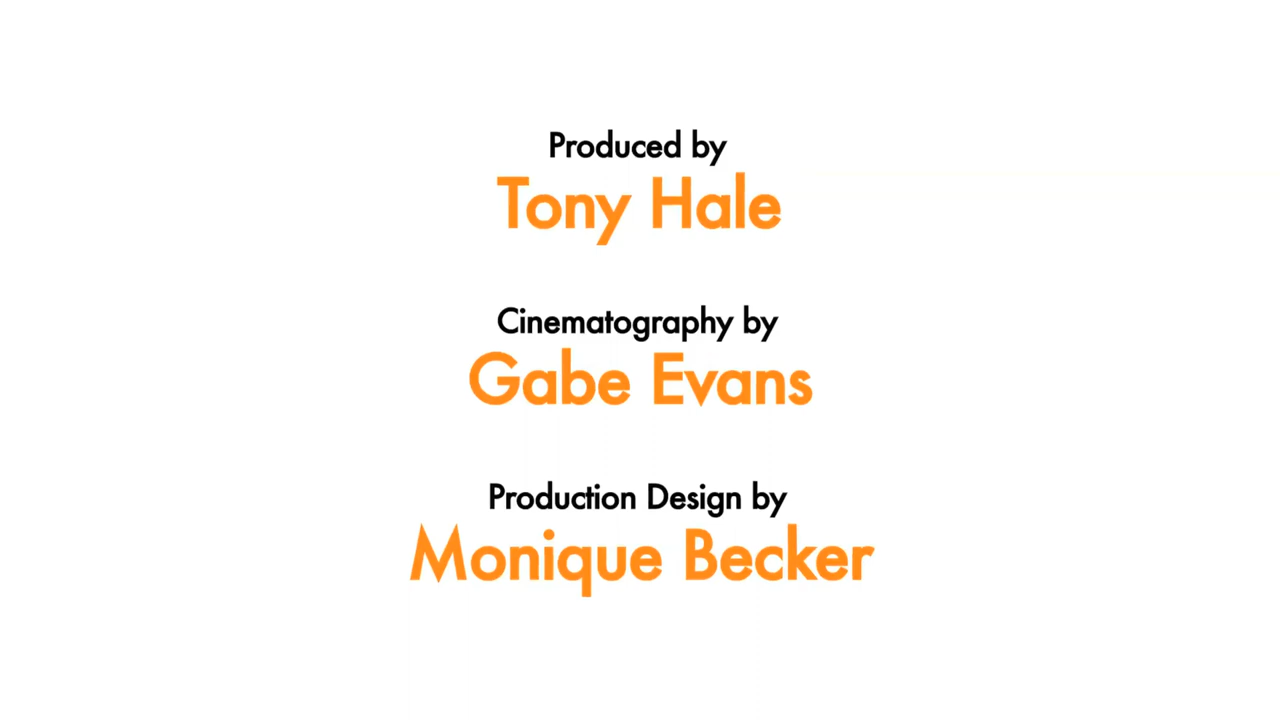 Produced by
Tony Hale
Cinematography by
Gabe Evans
Production Design by
Monique Becker